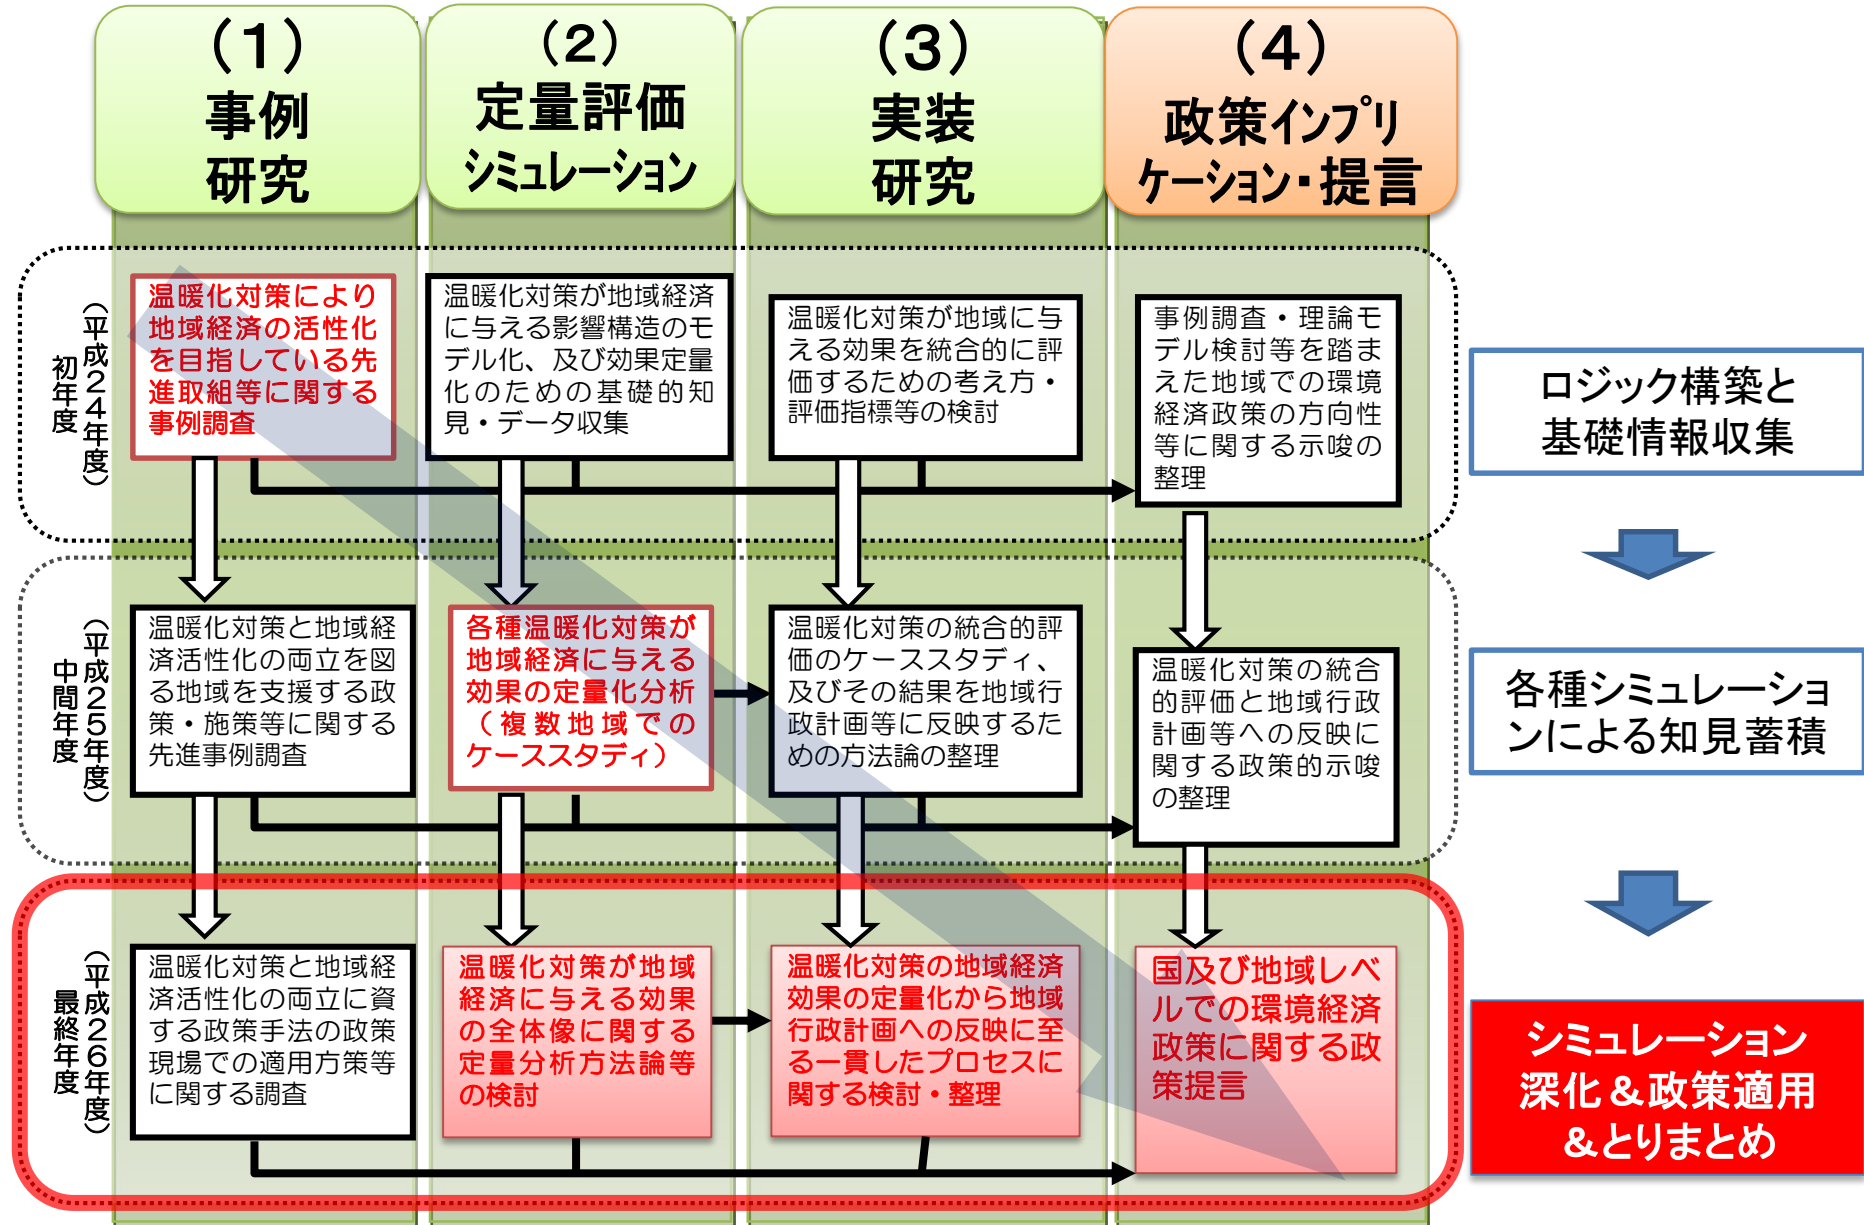 （1）
事例
研究
（2）
定量評価
シミュレーション
（3）
実装
研究
（4）
政策インプリ
ケーション・提言
初年度
（平成２４年度）
温暖化対策により
地域経済の活性化
を目指している先
進取組等に関する
事例調査
温暖化対策が地域経済
に与える影響構造のモ
デル化、及び効果定量
化のための基礎的知
見・データ収集
温暖化対策が地域に与
える効果を統合的に評
価するための考え方・
評価指標等の検討
事例調査・理論モ
デル検討等を踏ま
えた地域での環境
経済政策の方向性
等に関する示唆の
整理
ロジック構築と
基礎情報収集
中間年度
（平成２５年度）
温暖化対策と地域経
済活性化の両立を図
る地域を支援する政
策・施策等に関する
先進事例調査
各種温暖化対策が
地域経済に与える
効果の定量化分析
（複数地域での
ケーススタディ）
温暖化対策の統合的評
価のケーススタディ、
及びその結果を地域行
政計画等に反映するた
めの方法論の整理
温暖化対策の統合
的評価と地域行政
計画等への反映に
関する政策的示唆
の整理
各種シミュレーショ
ンによる知見蓄積
最終年度
（平成２６年度）
温暖化対策と地域経
済活性化の両立に資
する政策手法の政策
現場での適用方策等
に関する調査
温暖化対策が地域
経済に与える効果
の全体像に関する
定量分析方法論等
の検討
温暖化対策の地域経済
効果の定量化から地域
行政計画への反映に至
る一貫したプロセスに
関する検討・整理
国及び地域レベ
ルでの環境経済
政策に関する政
策提言
シミュレーション
深化＆政策適用
＆とりまとめ